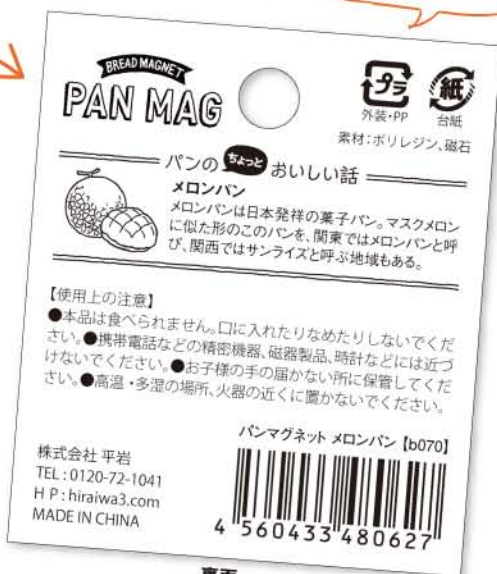 BREAD MAGNET
PAN MAG
プラ
紙
外装・PP
台紙
素材:ポリレジン、磁石
パンの ちょっと おいしい話
メロンパン
メロンパンは日本発祥の菓子パン。マスクメロン
に似た形のこのパンを、関東ではメロンパンと呼
び、関西ではサンライズと呼ぶ地域もある。
【使用上の注意】
●本品は食べられません。口に入れたりなめたりしないでくだ
さい。●携帯電話などの精密機器、磁器製品、時計などには近づ
けないでください。●お子様の手の届かない所に保管してくだ
さい。●高温・多湿の場所、火器の近くに置かないでください。
パンマグネット メロンパン【b070】
株式会社 平岩
TEL : 0120-72-1041
H P : hiraiwa3.com
MADE IN CHINA
4 560433 480627
裏面